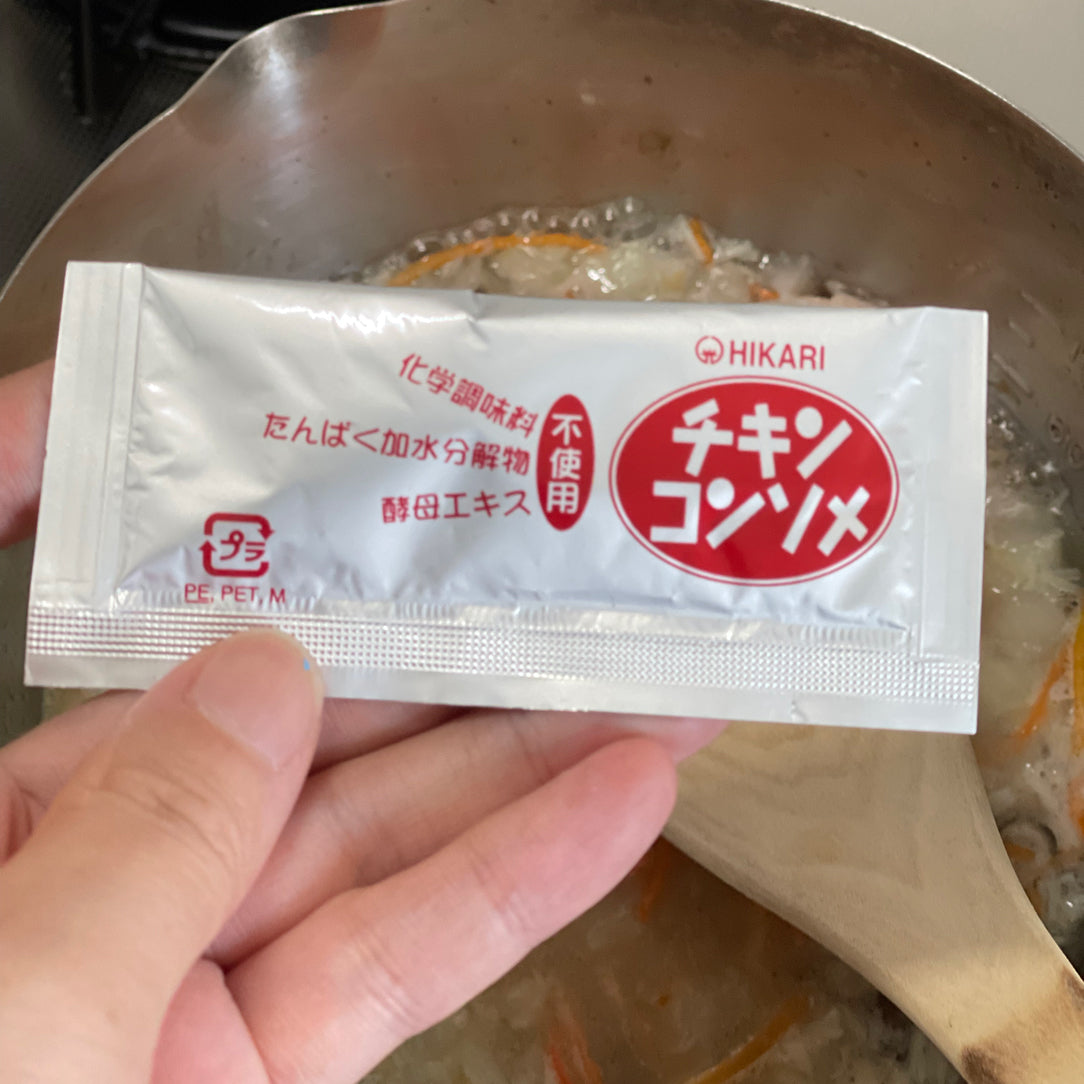 HIKARI
チキン
コンソメ
化学調味料
たんぱく加水分解物
酵母エキス
不使用
プラ
PE, PET, M